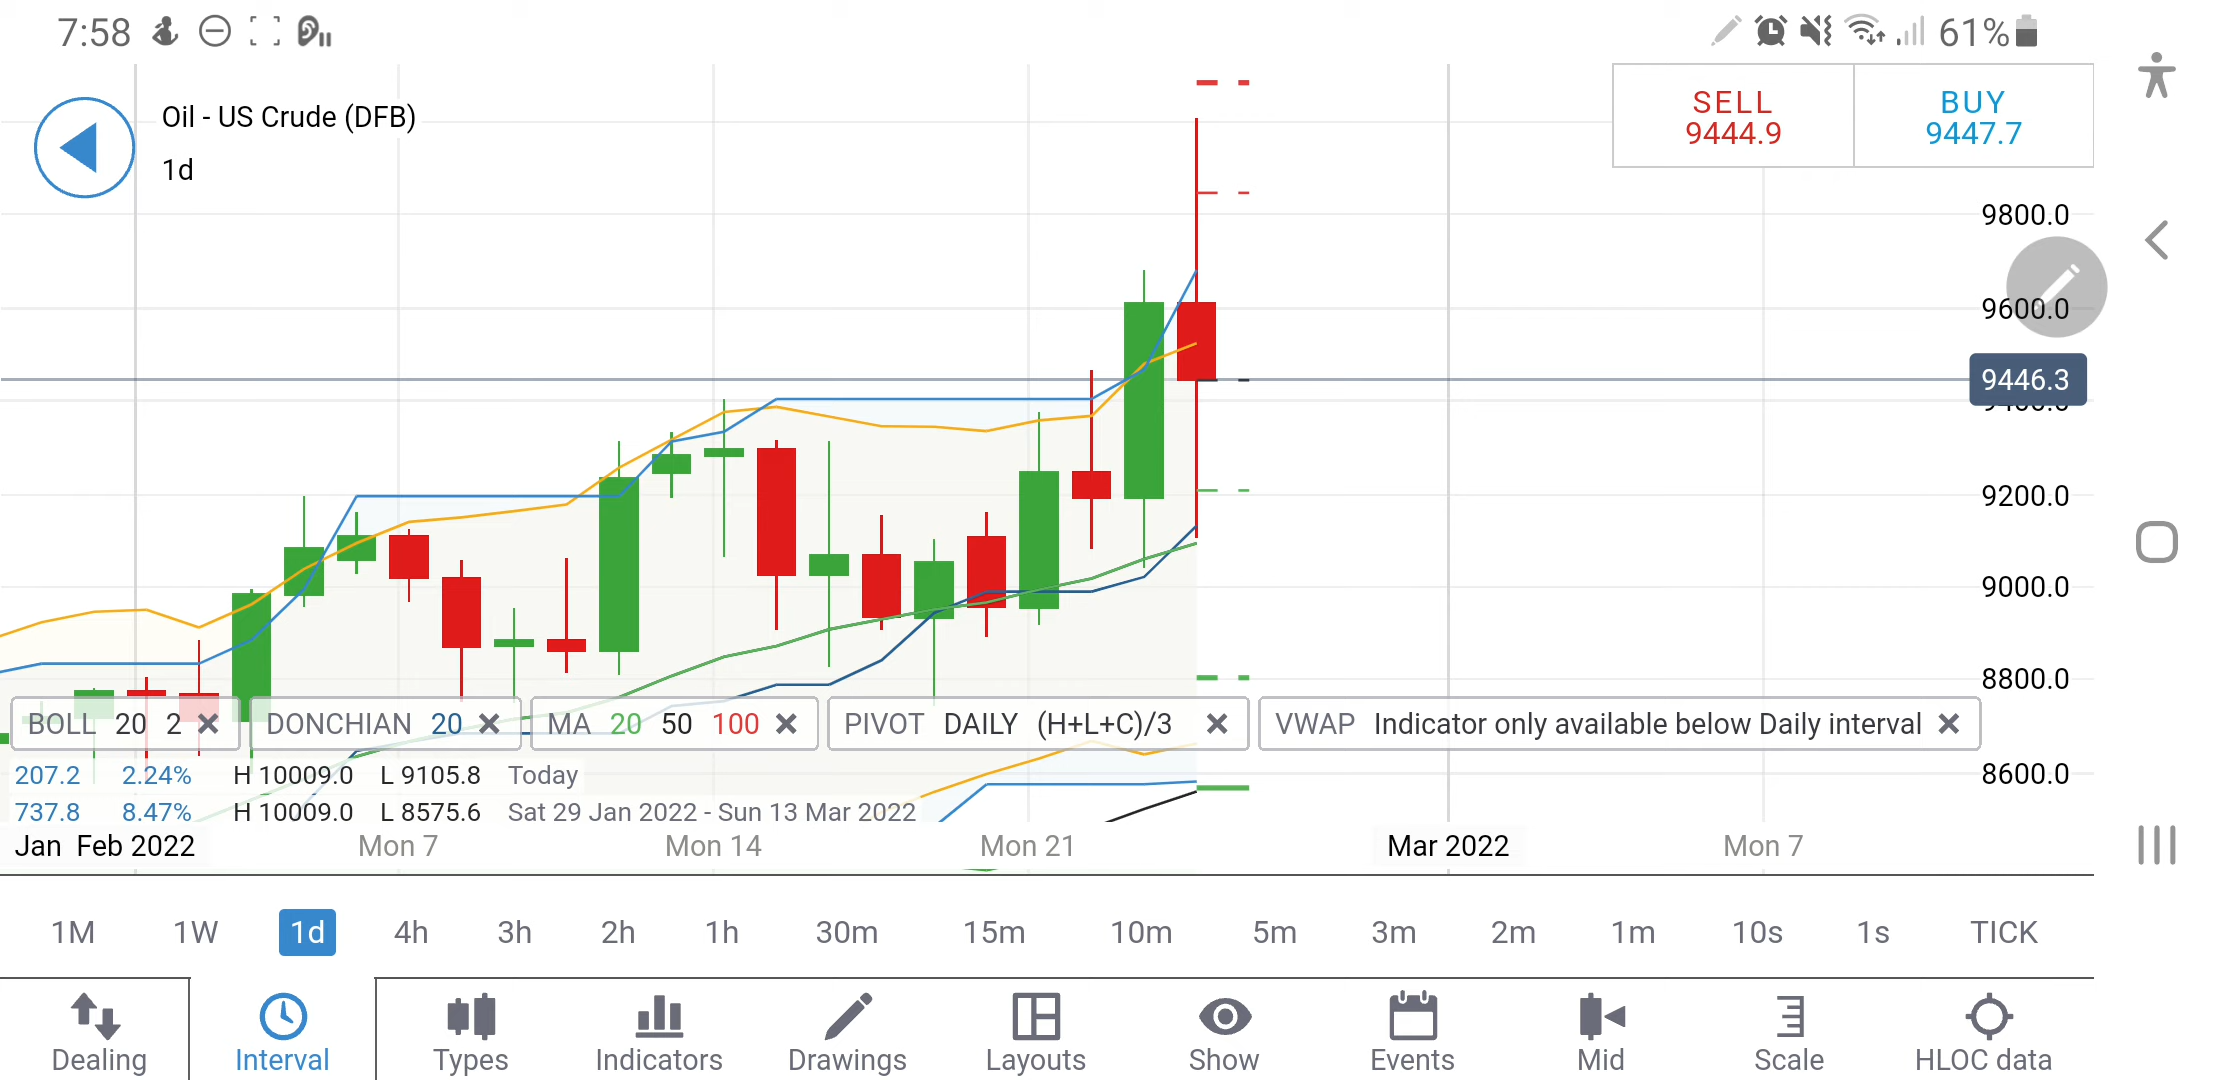 7:58
61%
Oil - US Crude (DFB)
1d
SELL
9444.9
BUY
9447.7
9800.0
9600.0
9446.3
9200.0
9000.0
8800.0
8600.0
BOLL 20 2
DONCHIAN 20
MA 20 50 100
PIVOT DAILY (H+L+C)/3
VWAP Indicator only available below Daily interval
207.2 2.24% H 10009.0 L 9105.8 Today
737.8 8.47% H 10009.0 L 8575.6 Sat 29 Jan 2022 - Sun 13 Mar 2022
Jan Feb 2022 Mon 7 Mon 14 Mon 21 Mar 2022 Mon 7
1M 1W 1d 4h 3h 2h 1h 30m 15m 10m 5m 3m 2m 1m 10s 1s TICK
Dealing Interval Types Indicators Drawings Layouts Show Events Mid Scale HLOC data